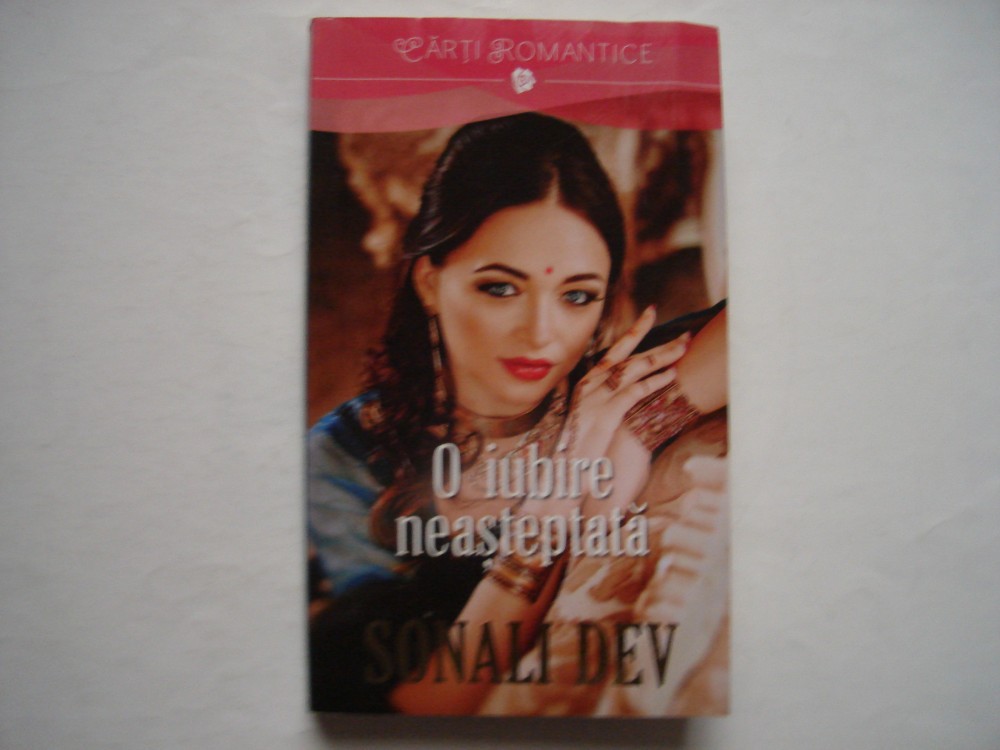 CĂRȚI ROMANTICE
O iubire
neașteptată
SONALI DEV